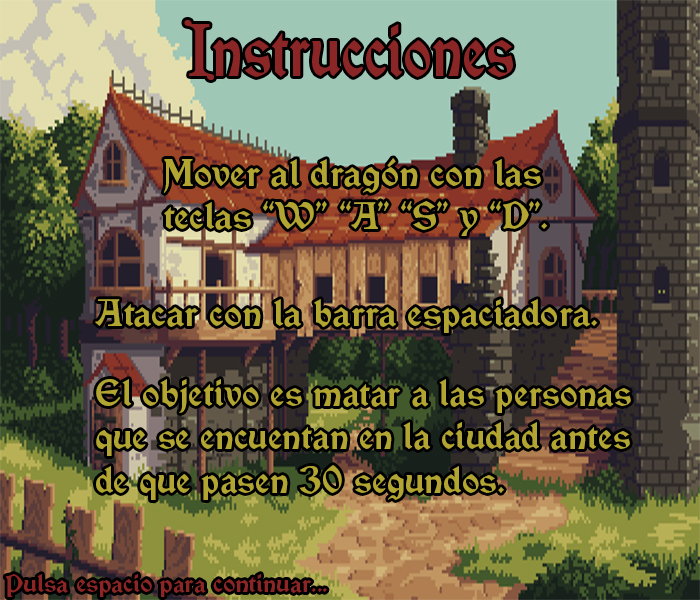 Instrucciones
Mover al dragón con las
teclas “W” “A” “S” y “D”.
Atacar con la barra espaciadora.
El objetivo es matar a las personas
que se encuentan en la ciudad antes
de que pasen 30 segundos.
Pulsa espacio para continuar...